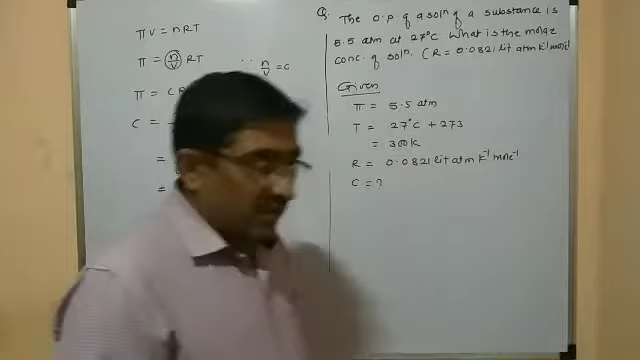 πV = nRT
π = (n/V) RT ∵ n/V = C
π = CR
C =
=
=
Q. The O.P of a solⁿ of a substance is
5.5 atm at 27°C. What is the molar
conc. of solⁿ. (R = 0.0821 lit atm k⁻¹ mol⁻¹
Given
π = 5.5 atm
T = 27°C + 273
= 300k
R = 0.0821 lit atm k⁻¹ mol⁻¹
C = ?